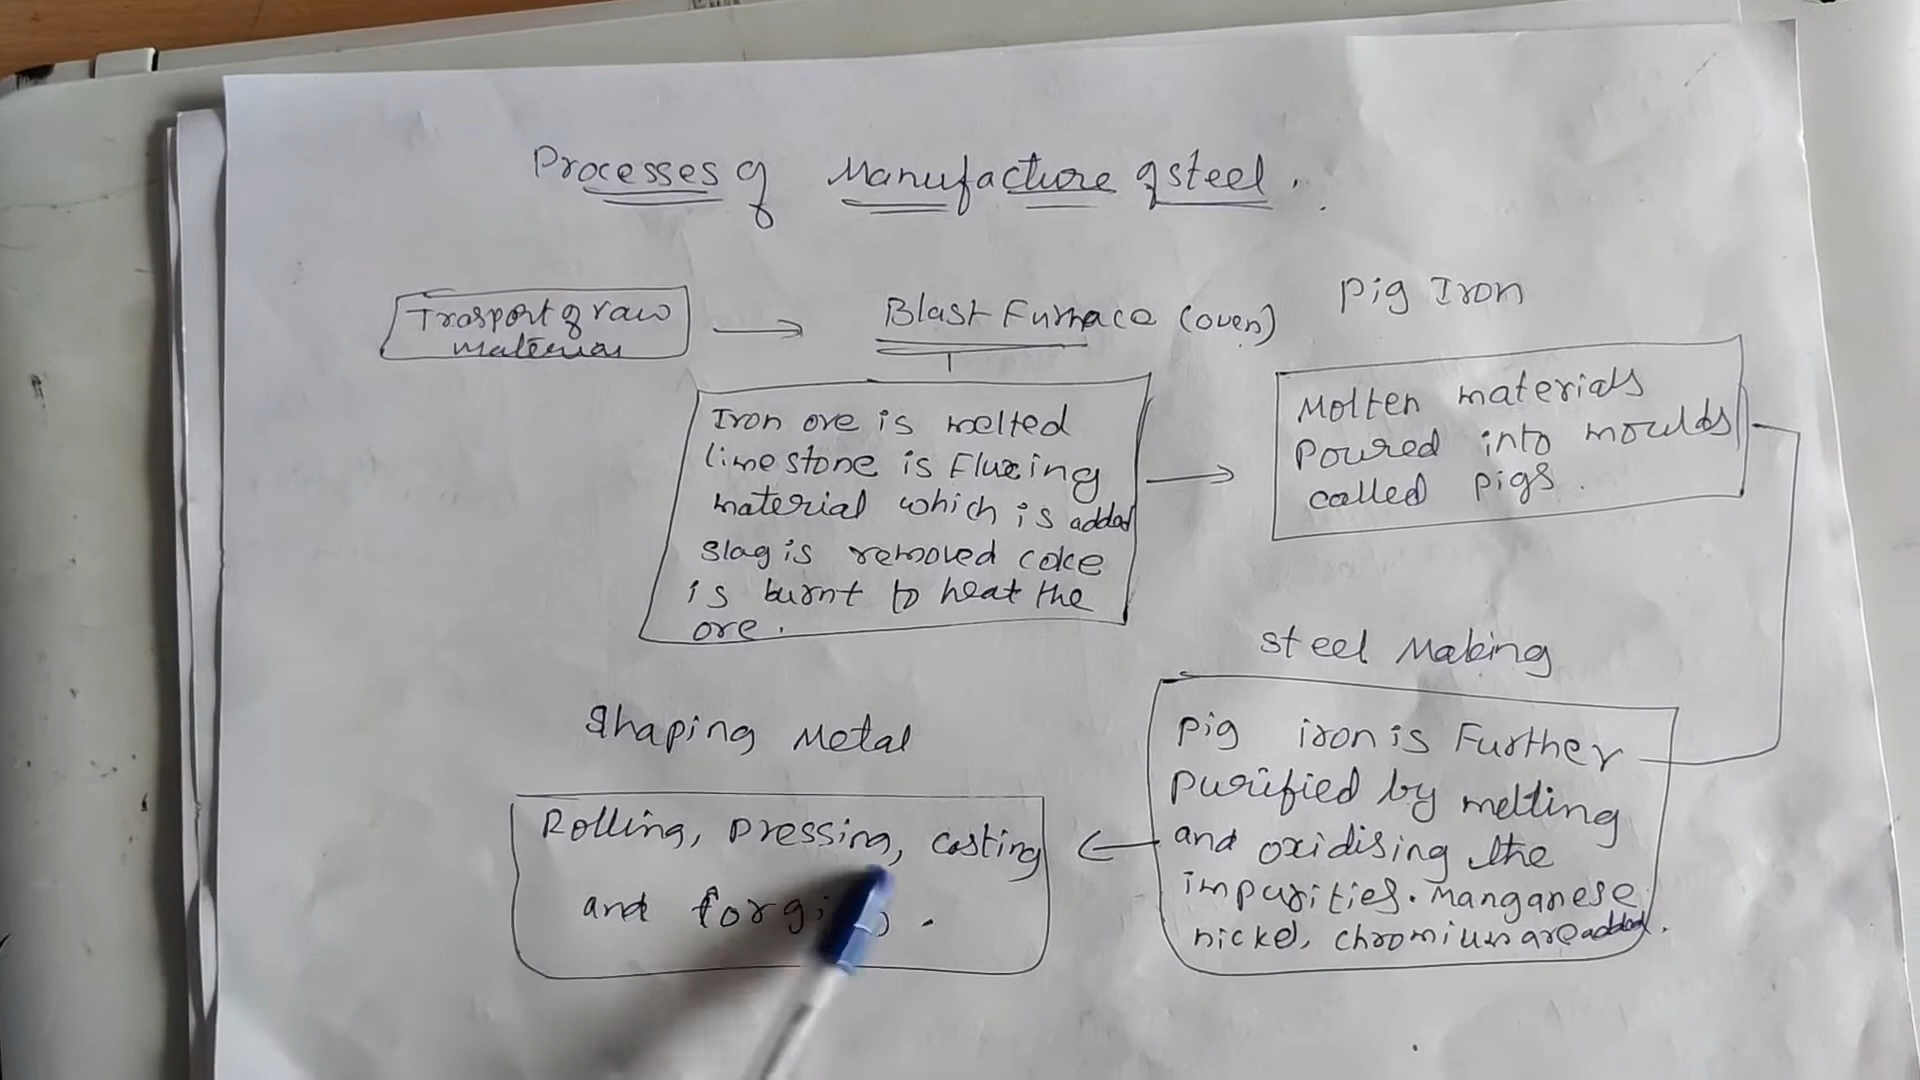 Processes of Manufacture of steel.
Trasport of raw
material
Blast Furnace (oven)
Pig Iron
Iron ore is melted
limestone is Fluxing
material which is added
slag is removed coke
is burnt to heat the
ore.
Molten materials
Poured into moulds
called pigs.
Steel Making
Pig iron is Further
purified by melting
and oxidising the
impurities. Manganese
nickel, chromium are added.
Shaping Metal
Rolling, pressing, casting
and